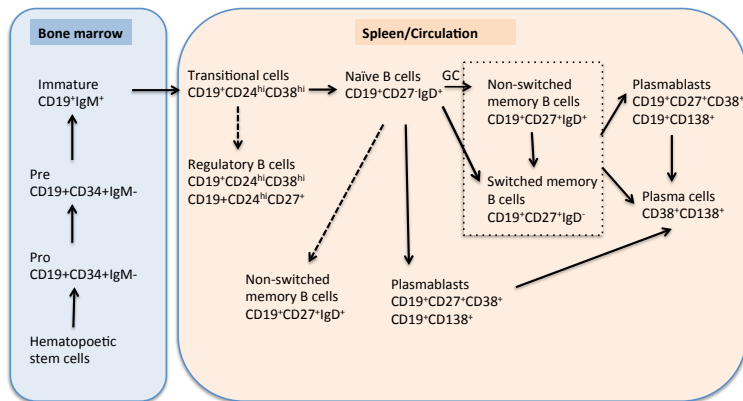 Bone marrow
Immature
CD19⁺IgM⁺
Pre
CD19+CD34+IgM-
Pro
CD19+CD34+IgM-
Hematopoetic
stem cells
Spleen/Circulation
Transitional cells
CD19⁺CD24ʰⁱCD38ʰⁱ
Regulatory B cells
CD19⁺CD24ʰⁱCD38ʰⁱ
CD19+CD24ʰⁱCD27⁺
Naïve B cells
CD19⁺CD27⁻IgD⁺
GC
Non-switched
memory B cells
CD19⁺CD27⁺IgD⁺
Switched memory
B cells
CD19⁺CD27⁺IgD⁻
Plasmablasts
CD19⁺CD27⁺CD38⁺
CD19⁺CD138⁺
Plasma cells
CD38⁺CD138⁺
Non-switched
memory B cells
CD19⁺CD27⁺IgD⁺
Plasmablasts
CD19⁺CD27⁺CD38⁺
CD19⁺CD138⁺